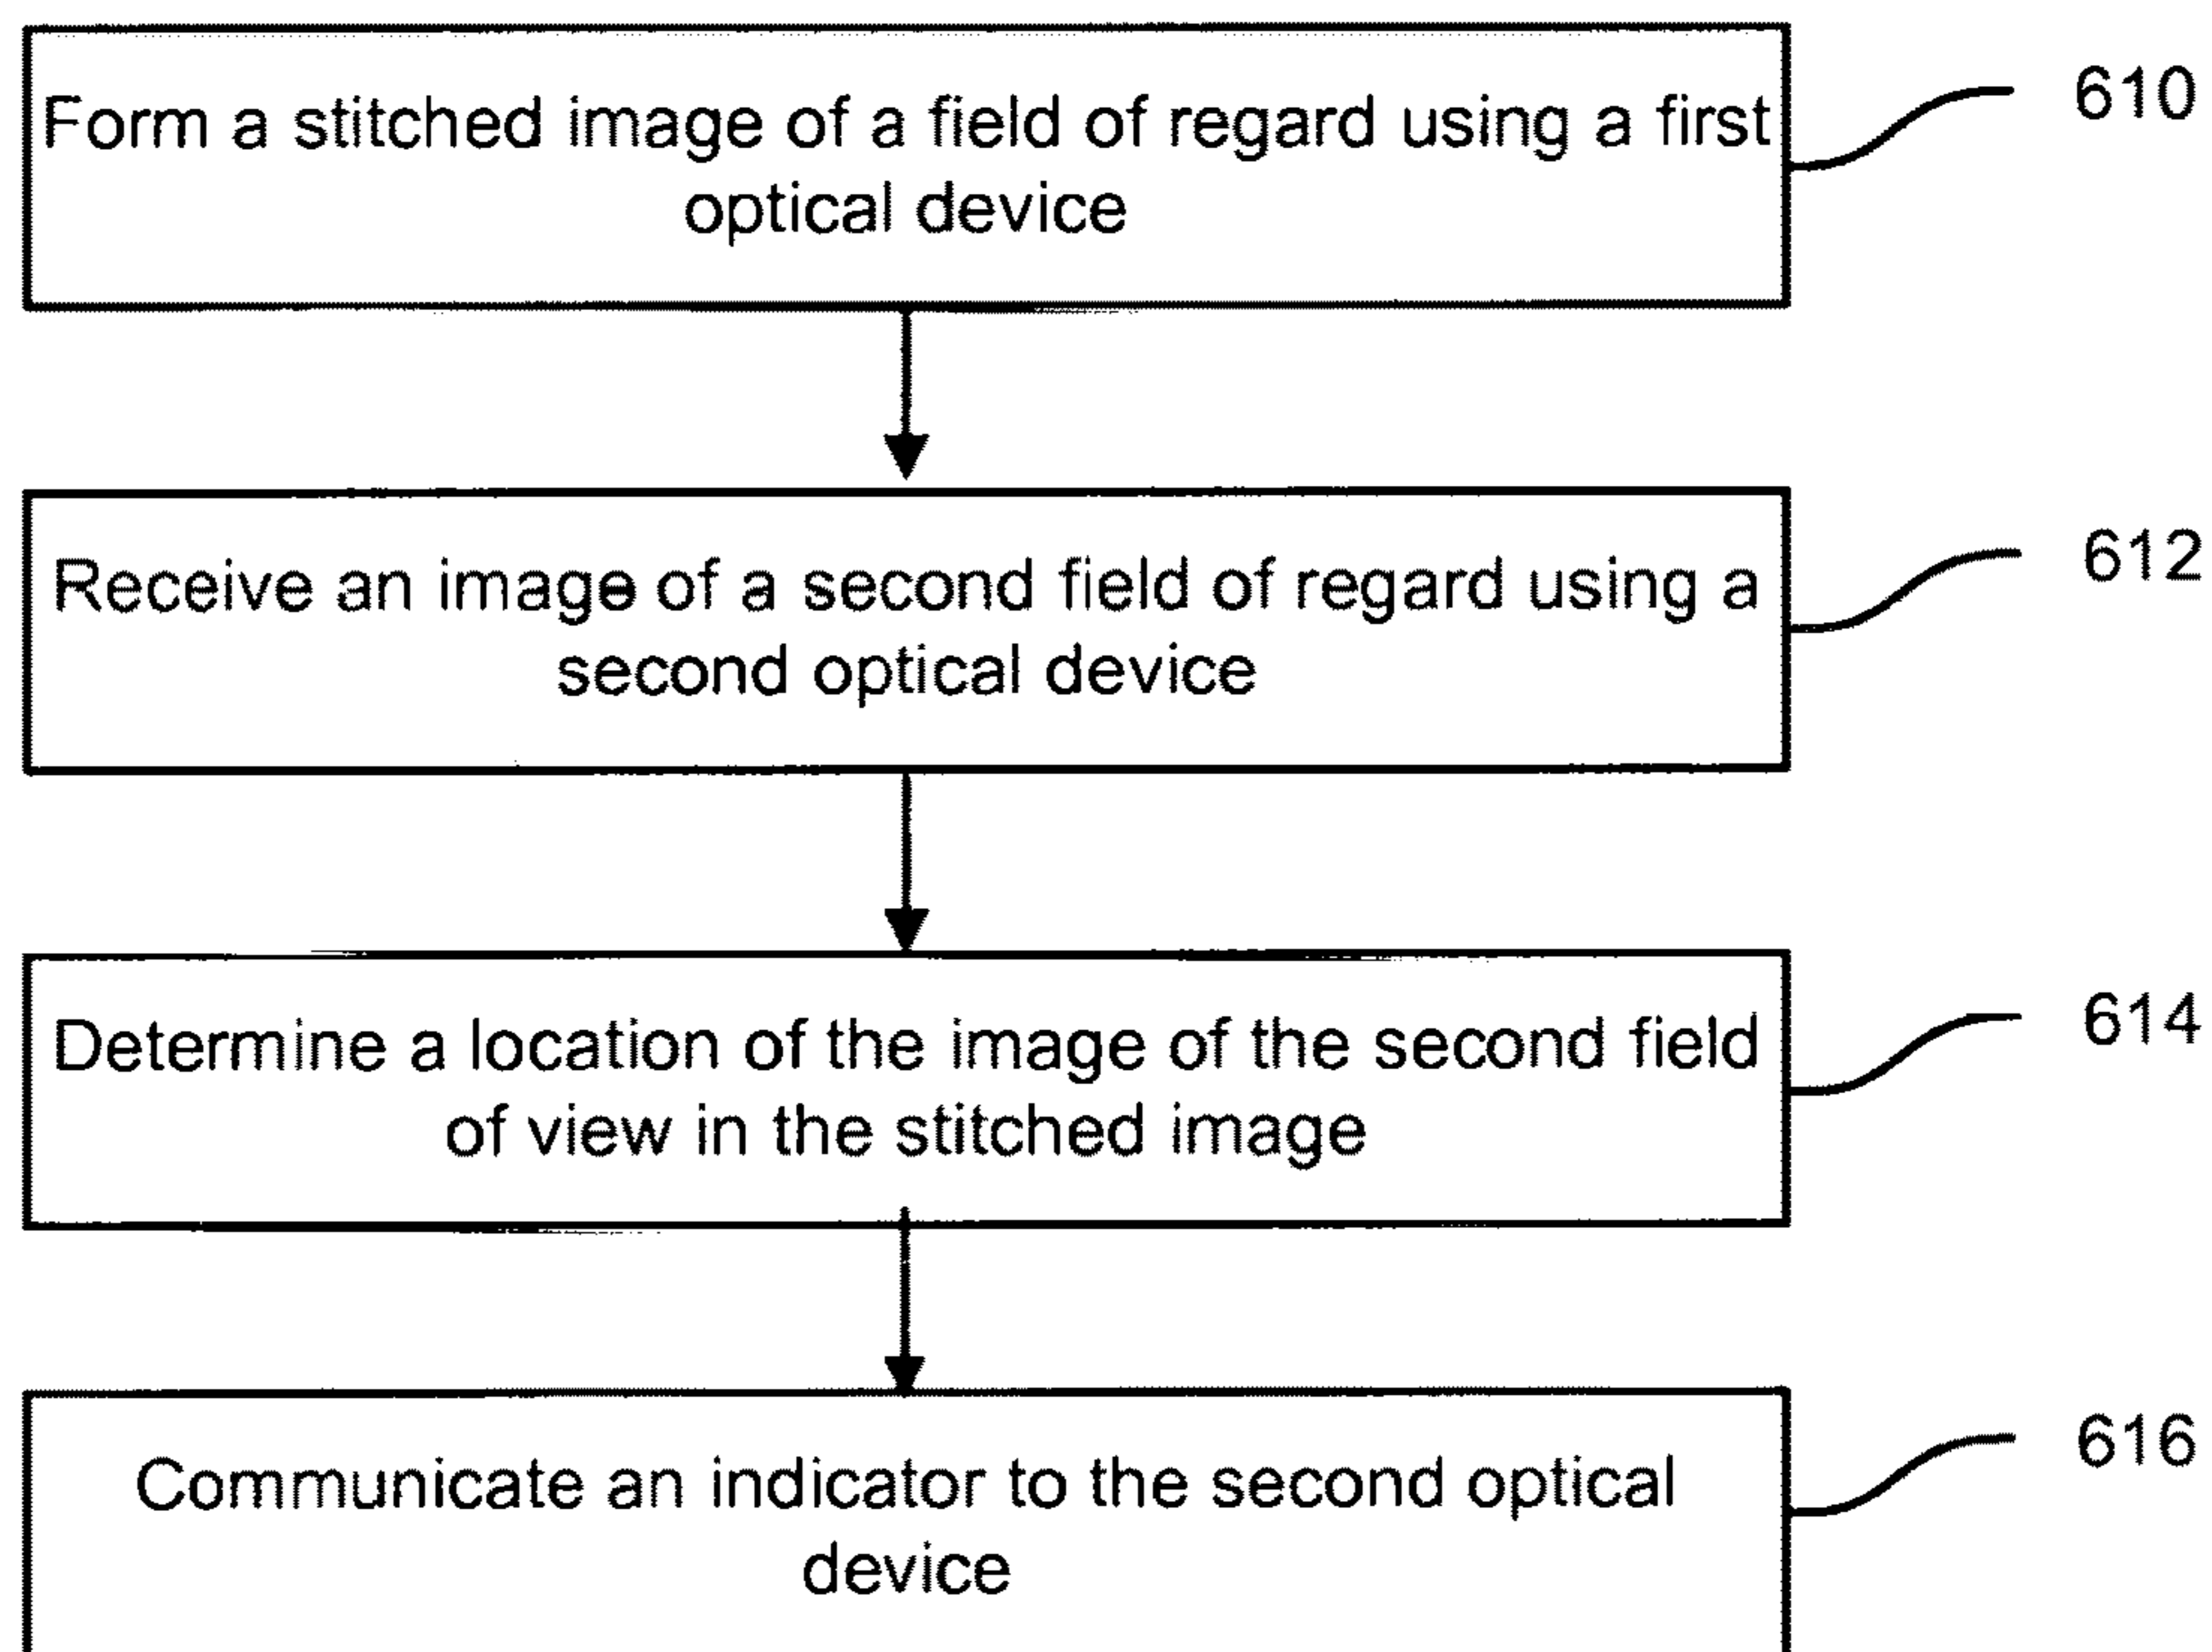 Form a stitched image of a field of regard using a first
optical device
610
Receive an image of a second field of regard using a
second optical device
612
Determine a location of the image of the second field
of view in the stitched image
614
Communicate an indicator to the second optical
device
616